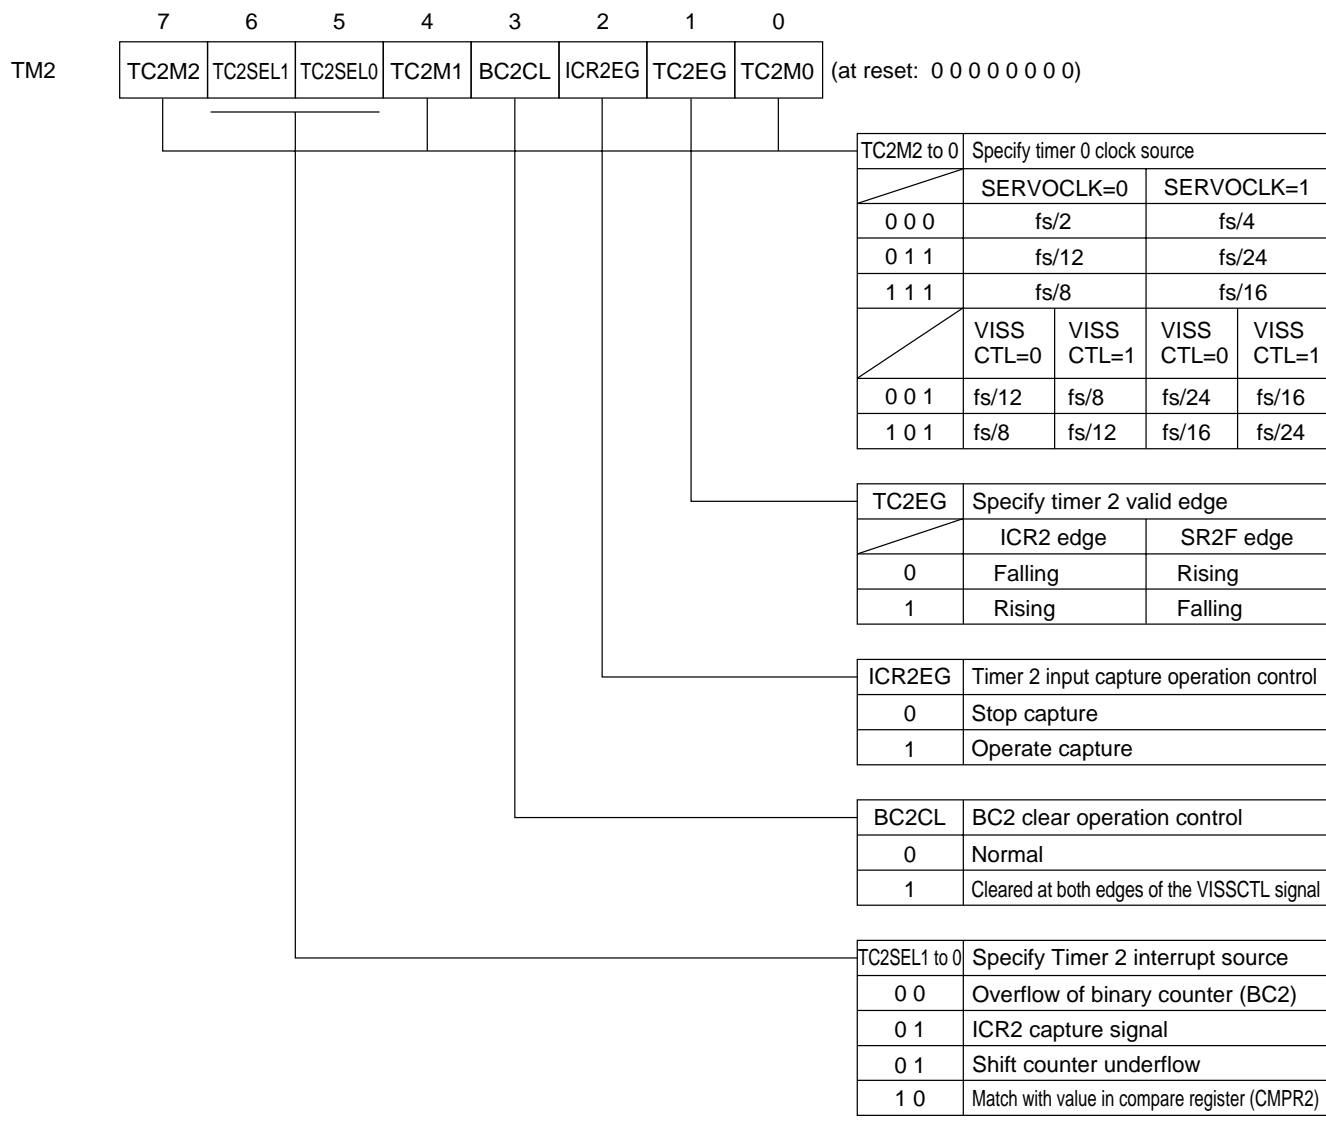 7 6 5 4 3 2 1 0
TM2 TC2M2 TC2SEL1 TC2SEL0 TC2M1 BC2CL ICR2EG TC2EG TC2M0 (at reset: 0 0 0 0 0 0 0 0)
TC2M2 to 0 Specify timer 0 clock source
SERVOCLK=0 SERVOCLK=1
0 0 0 fs/2 fs/4
0 1 1 fs/12 fs/24
1 1 1 fs/8 fs/16
VISS VISS VISS VISS
CTL=0 CTL=1 CTL=0 CTL=1
0 0 1 fs/12 fs/8 fs/24 fs/16
1 0 1 fs/8 fs/12 fs/16 fs/24
TC2EG Specify timer 2 valid edge
ICR2 edge SR2F edge
0 Falling Rising
1 Rising Falling
ICR2EG Timer 2 input capture operation control
0 Stop capture
1 Operate capture
BC2CL BC2 clear operation control
0 Normal
1 Cleared at both edges of the VISSCTL signal
TC2SEL1 to 0 Specify Timer 2 interrupt source
0 0 Overflow of binary counter (BC2)
0 1 ICR2 capture signal
0 1 Shift counter underflow
1 0 Match with value in compare register (CMPR2)